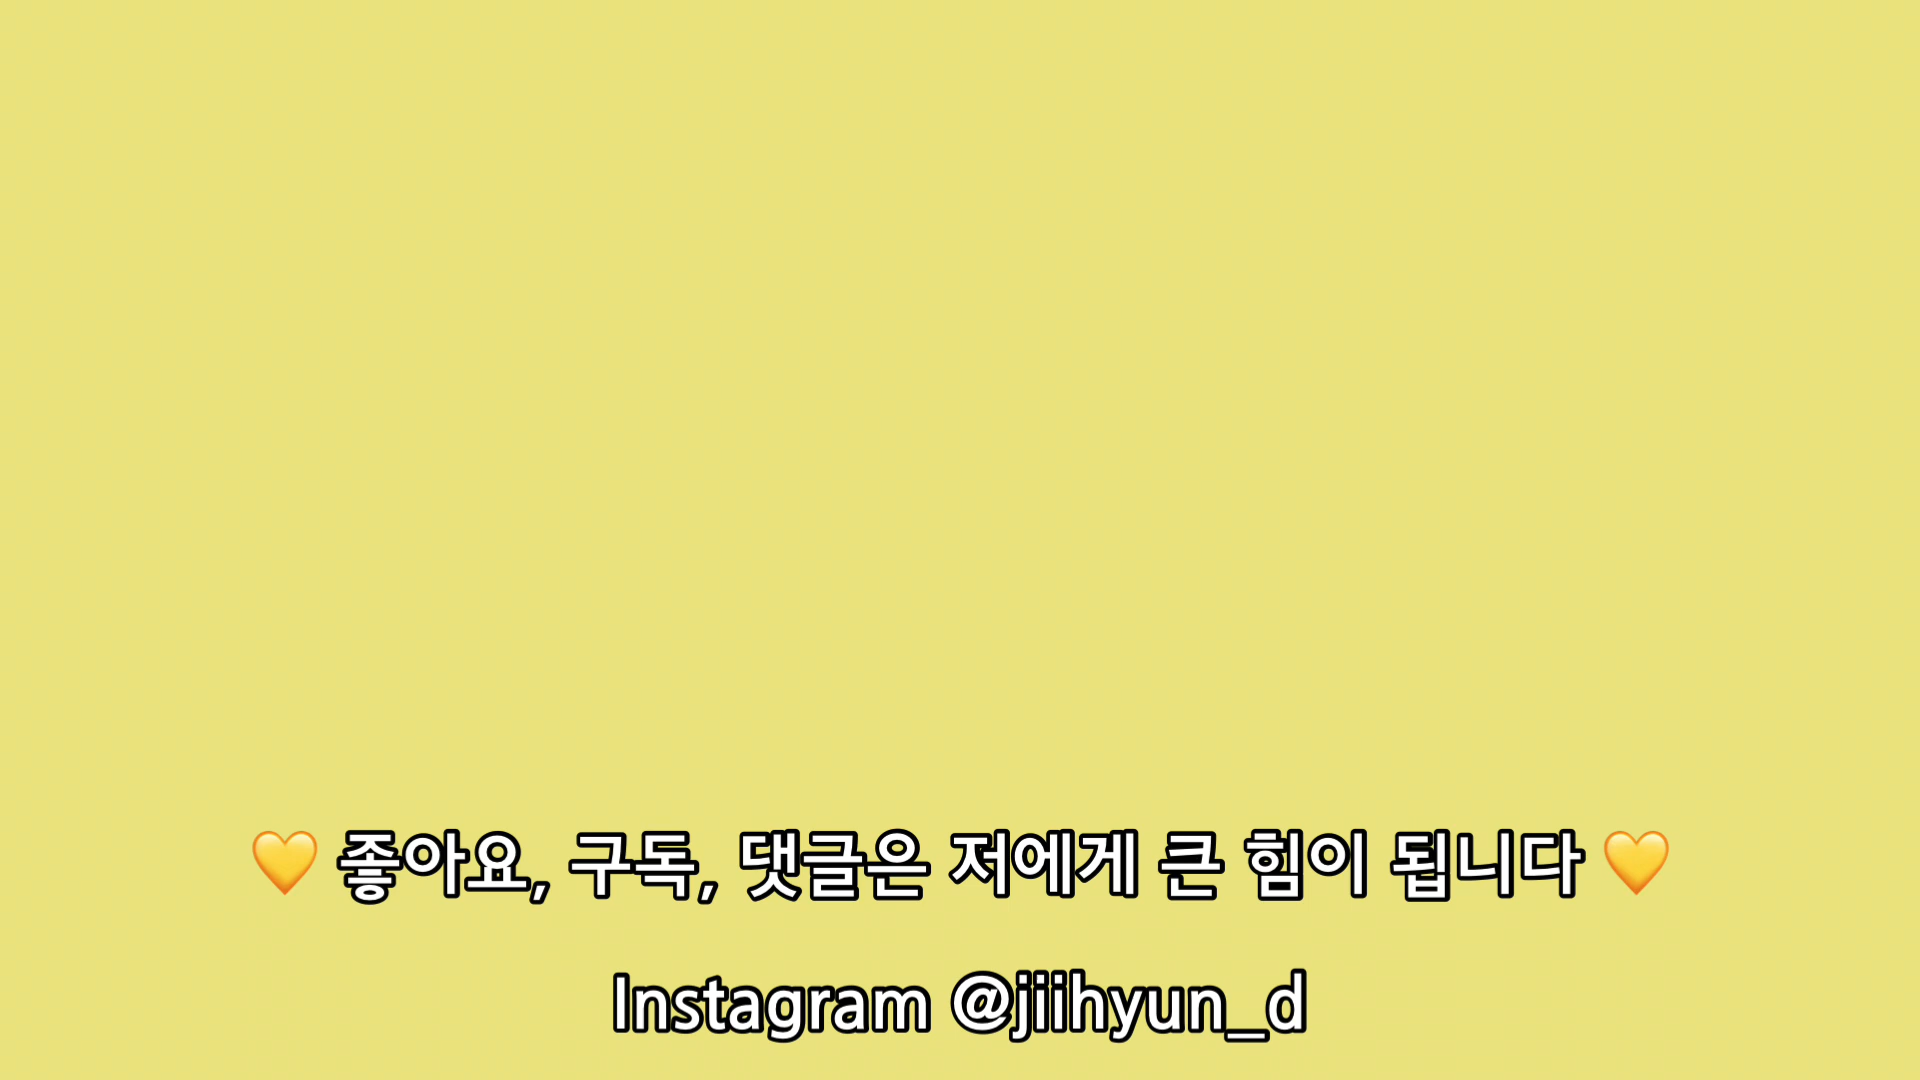 💛 좋아요, 구독, 댓글은 저에게 큰 힘이 됩니다 💛
Instagram @jiihyun_d